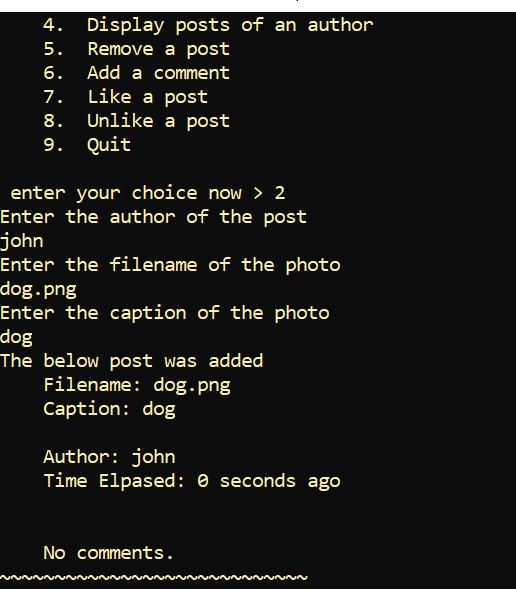 4. Display posts of an author
5. Remove a post
6. Add a comment
7. Like a post
8. Unlike a post
9. Quit
enter your choice now > 2
Enter the author of the post
john
Enter the filename of the photo
dog.png
Enter the caption of the photo
dog
The below post was added
Filename: dog.png
Caption: dog
Author: john
Time Elpased: 0 seconds ago
No comments.
~~~~~~~~~~~~~~~~~~~~~~~~~~~~